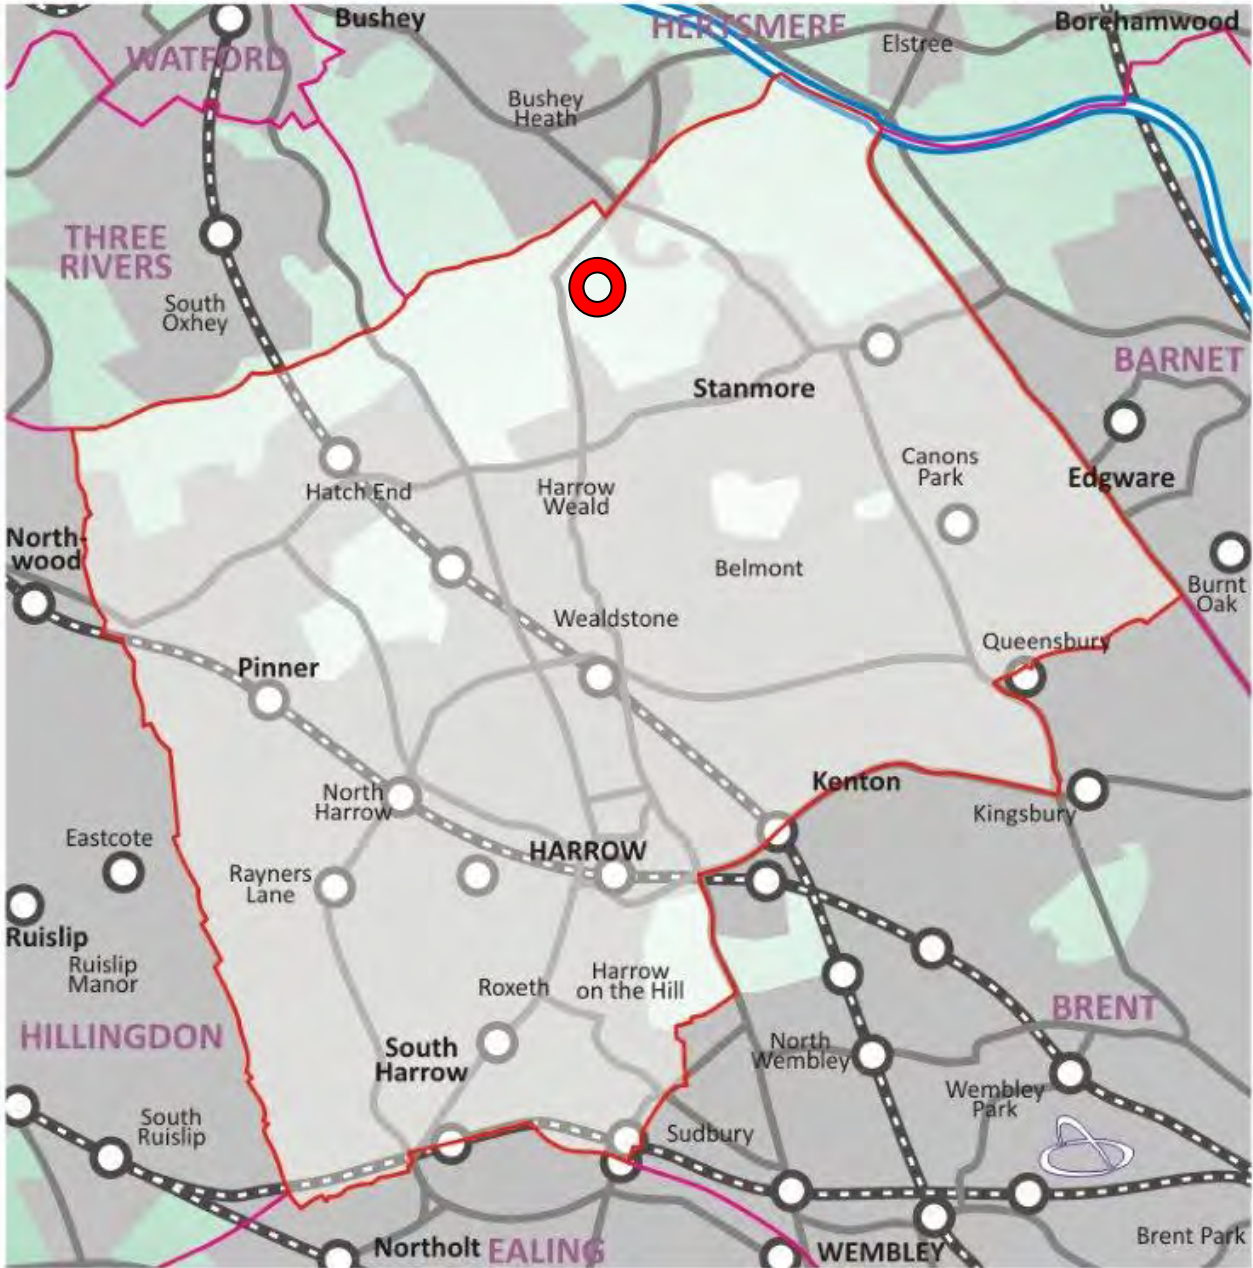 Bushey
HERTSMERE
Borehamwood
Elstree
WATFORD
Bushey
Heath
THREE
RIVERS
South
Oxhey
BARNET
Stanmore
Edgware
Canons
Park
Hatch End
Harrow
Weald
North-
wood
Belmont
Burnt
Oak
Wealdstone
Queensbury
Pinner
Kenton
North
Harrow
Kingsbury
Eastcote
HARROW
Rayners
Lane
Ruislip
Ruislip
Manor
Roxeth
Harrow
on the Hill
BRENT
HILLINGDON
South
Harrow
North
Wembley
Wembley
Park
South
Ruislip
Sudbury
Northolt
EALING
WEMBLEY
Brent Park